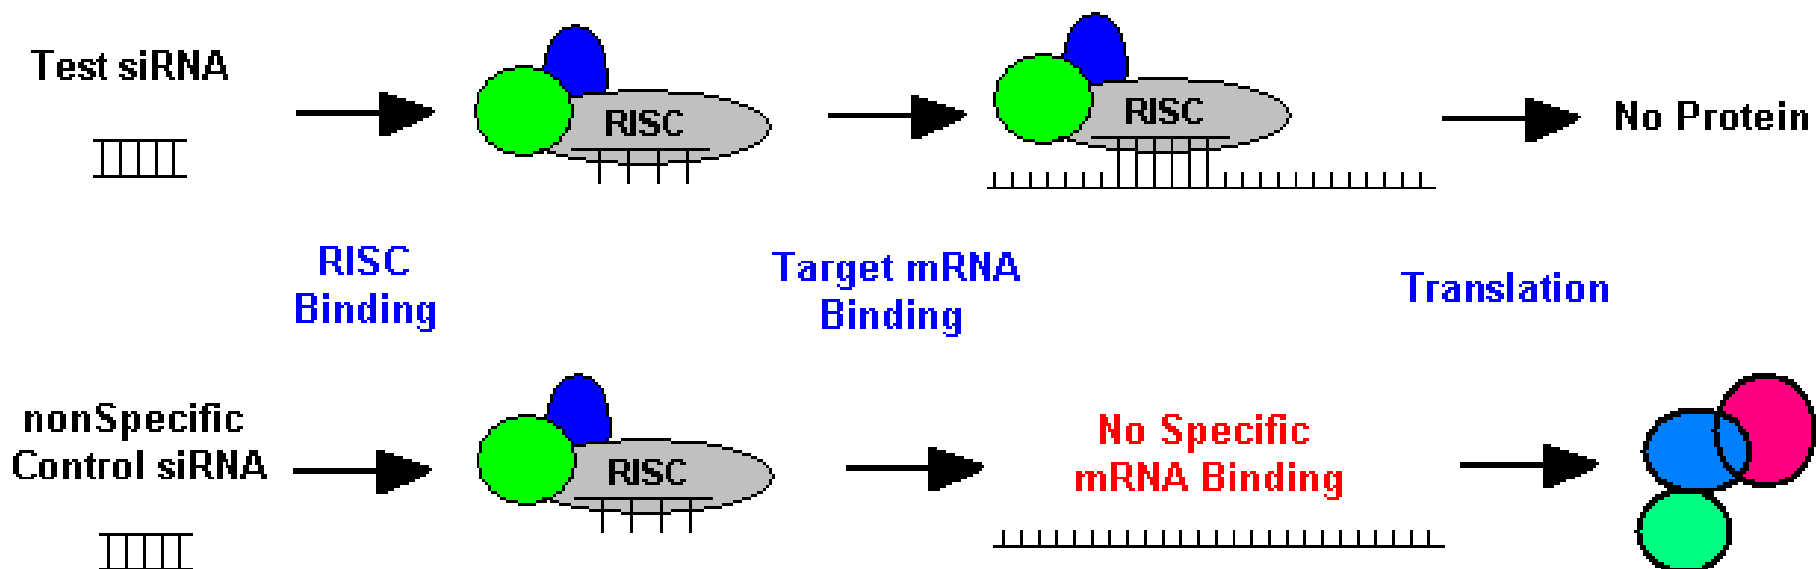 Test siRNA
RISC
RISC
No Protein
RISC
Binding
Target mRNA
Binding
Translation
nonSpecific
Control siRNA
RISC
No Specific
mRNA Binding